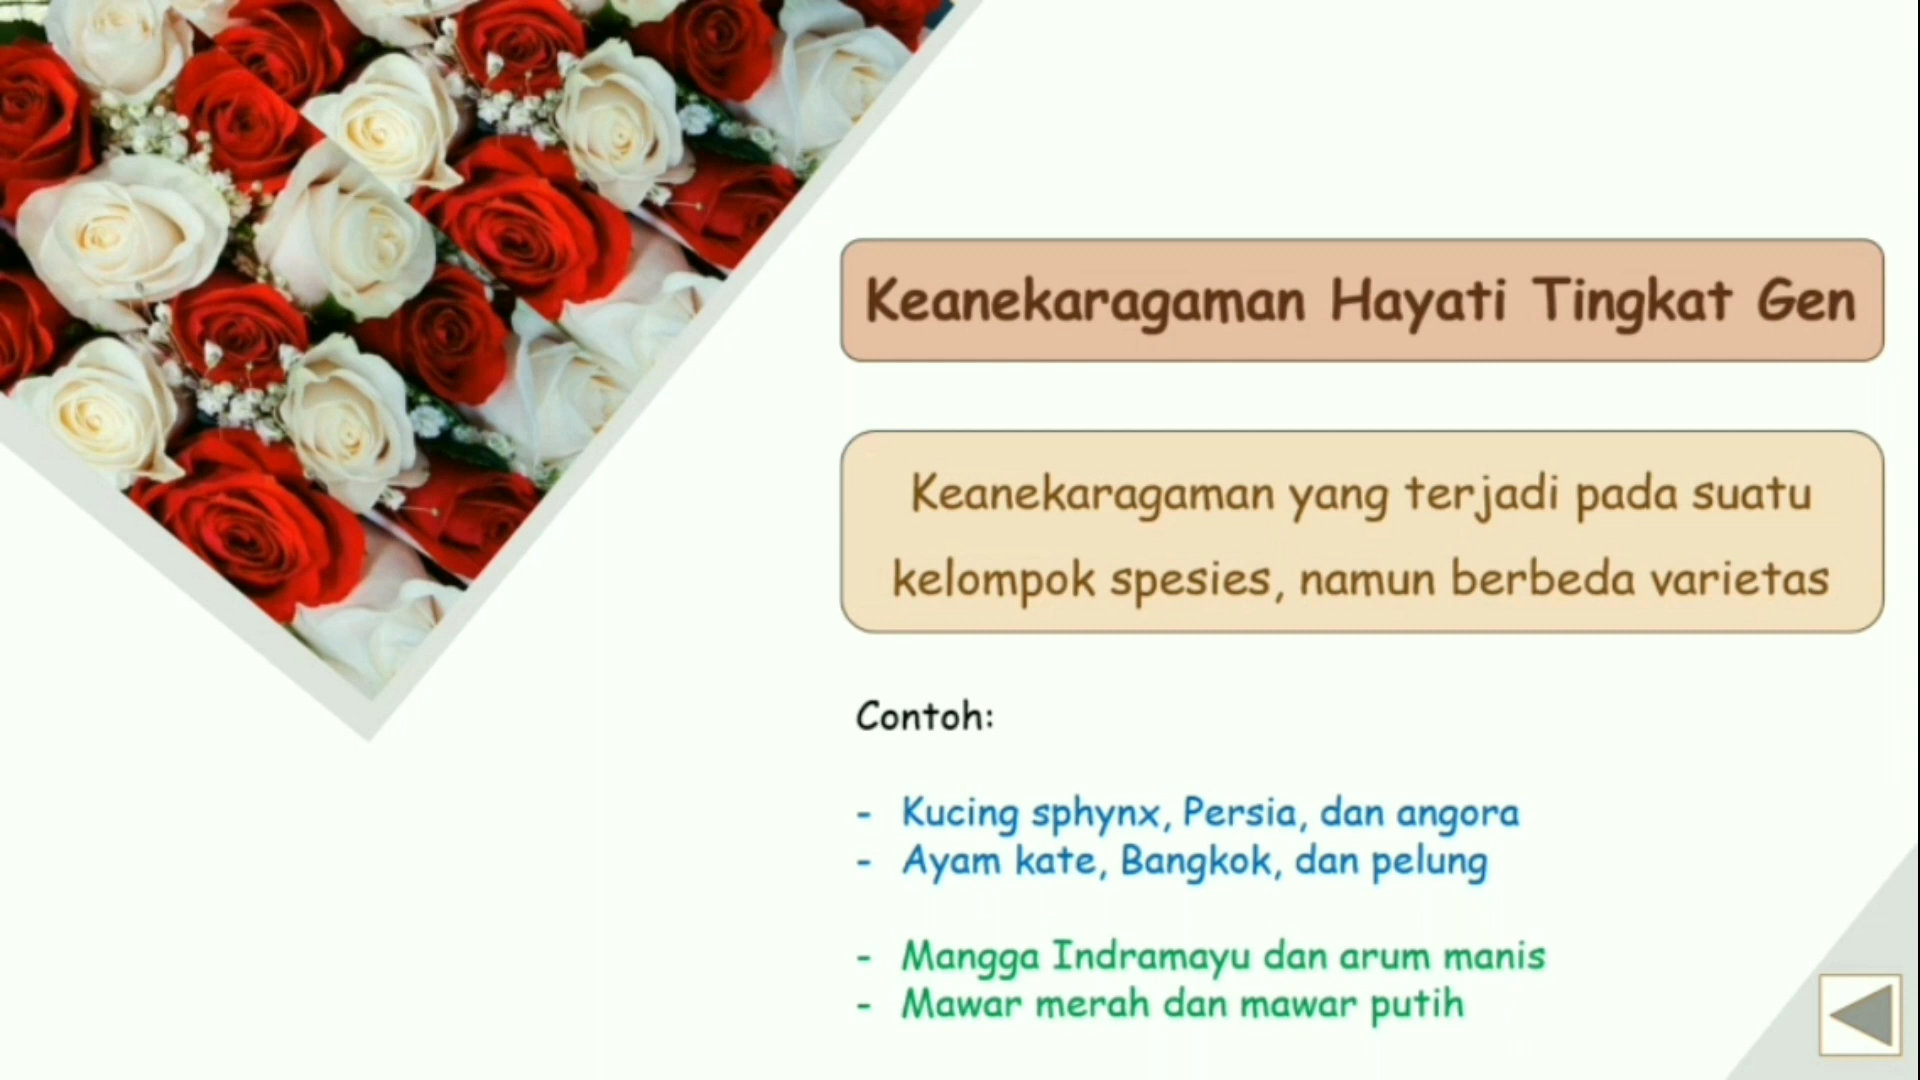 Keanekaragaman Hayati Tingkat Gen
Keanekaragaman yang terjadi pada suatu
kelompok spesies, namun berbeda varietas
Contoh:
- Kucing sphynx, Persia, dan angora
- Ayam kate, Bangkok, dan pelung
- Mangga Indramayu dan arum manis
- Mawar merah dan mawar putih